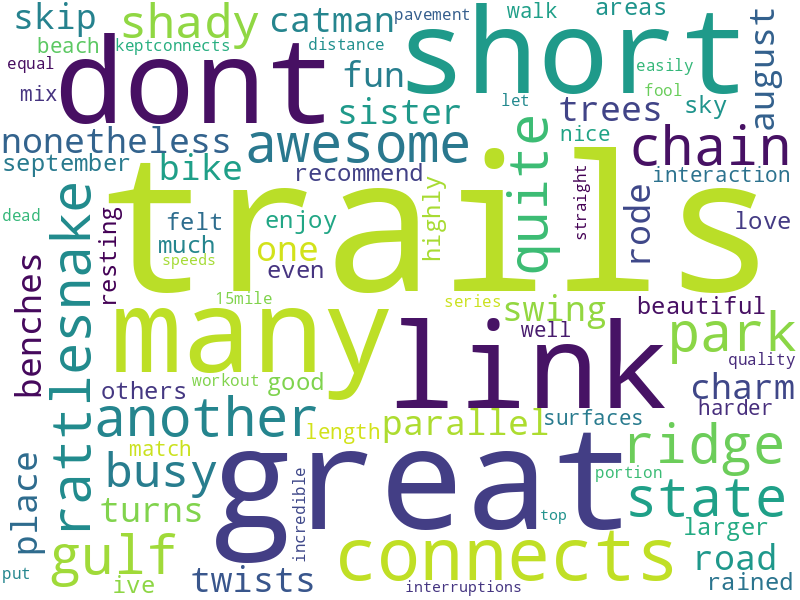 skip
shady
catman
pavement
walk
areas
beach
keptconnects
distance
equal
dont
short
easily
august
mix
fun
let
fool
sister
trees
sky
nonetheless
awesome
nice
chain
september
bike
recommend
quite
straight
interaction
rattlesnake
trails
highly
rode
dead
resting
felt
enjoy
love
much
one
speeds
even
benches
15mile
series
swing
beautiful
many
link
well
park
quality
others
workout
good
charm
another
length
parallel
surfaces
harder
place
busy
match
great
ridge
portion
turns
incredible
top
state
larger
gulf
connects
road
put
ive
twists
interruptions
rained